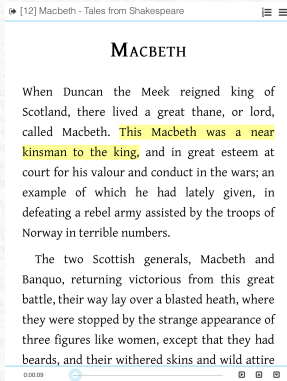 [12] Macbeth - Tales from Shakespeare
MACBETH
When Duncan the Meek reigned king of
Scotland, there lived a great thane, or lord,
called Macbeth. This Macbeth was a near
kinsman to the king, and in great esteem at
court for his valour and conduct in the wars; an
example of which he had lately given, in
defeating a rebel army assisted by the troops of
Norway in terrible numbers.
The two Scottish generals, Macbeth and
Banquo, returning victorious from this great
battle, their way lay over a blasted heath, where
they were stopped by the strange appearance of
three figures like women, except that they had
beards, and their withered skins and wild attire
0:00:09